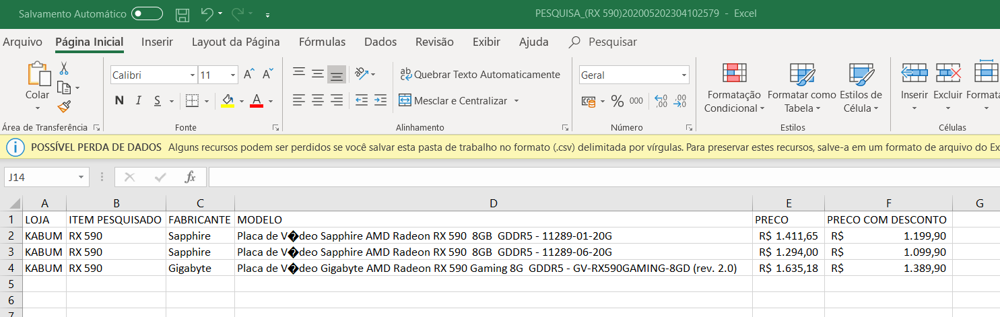 Salvamento Automático
PESQUISA_(RX 590)202005202304102579 - Excel
Arquivo Página Inicial Inserir Layout da Página Fórmulas Dados Revisão Exibir Ajuda Pesquisar
Calibri 11 A A
ab Quebrar Texto Automaticamente
Geral
Colar
N I S A
Mesclar e Centralizar
% 000 ,00 ,00
Formatação Condicional
Formatar como Tabela
Estilos de Célula
Inserir Excluir Format
Área de Transferência Fonte Alinhamento Número Estilos Células
POSSÍVEL PERDA DE DADOS Alguns recursos podem ser perdidos se você salvar esta pasta de trabalho no formato (.csv) delimitada por vírgulas. Para preservar estes recursos, salve-a em um formato de arquivo do Ex
J14 fx
A B C D E F G
1 LOJA ITEM PESQUISADO FABRICANTE MODELO PRECO PRECO COM DESCONTO
2 KABUM RX 590 Sapphire Placa de V�deo Sapphire AMD Radeon RX 590 8GB GDDR5 - 11289-01-20G R$ 1.411,65 R$ 1.199,90
3 KABUM RX 590 Sapphire Placa de V�deo Sapphire AMD Radeon RX 590 8GB GDDR5 - 11289-06-20G R$ 1.294,00 R$ 1.099,90
4 KABUM RX 590 Gigabyte Placa de V�deo Gigabyte AMD Radeon RX 590 Gaming 8G GDDR5 - GV-RX590GAMING-8GD (rev. 2.0) R$ 1.635,18 R$ 1.389,90
5
6
7